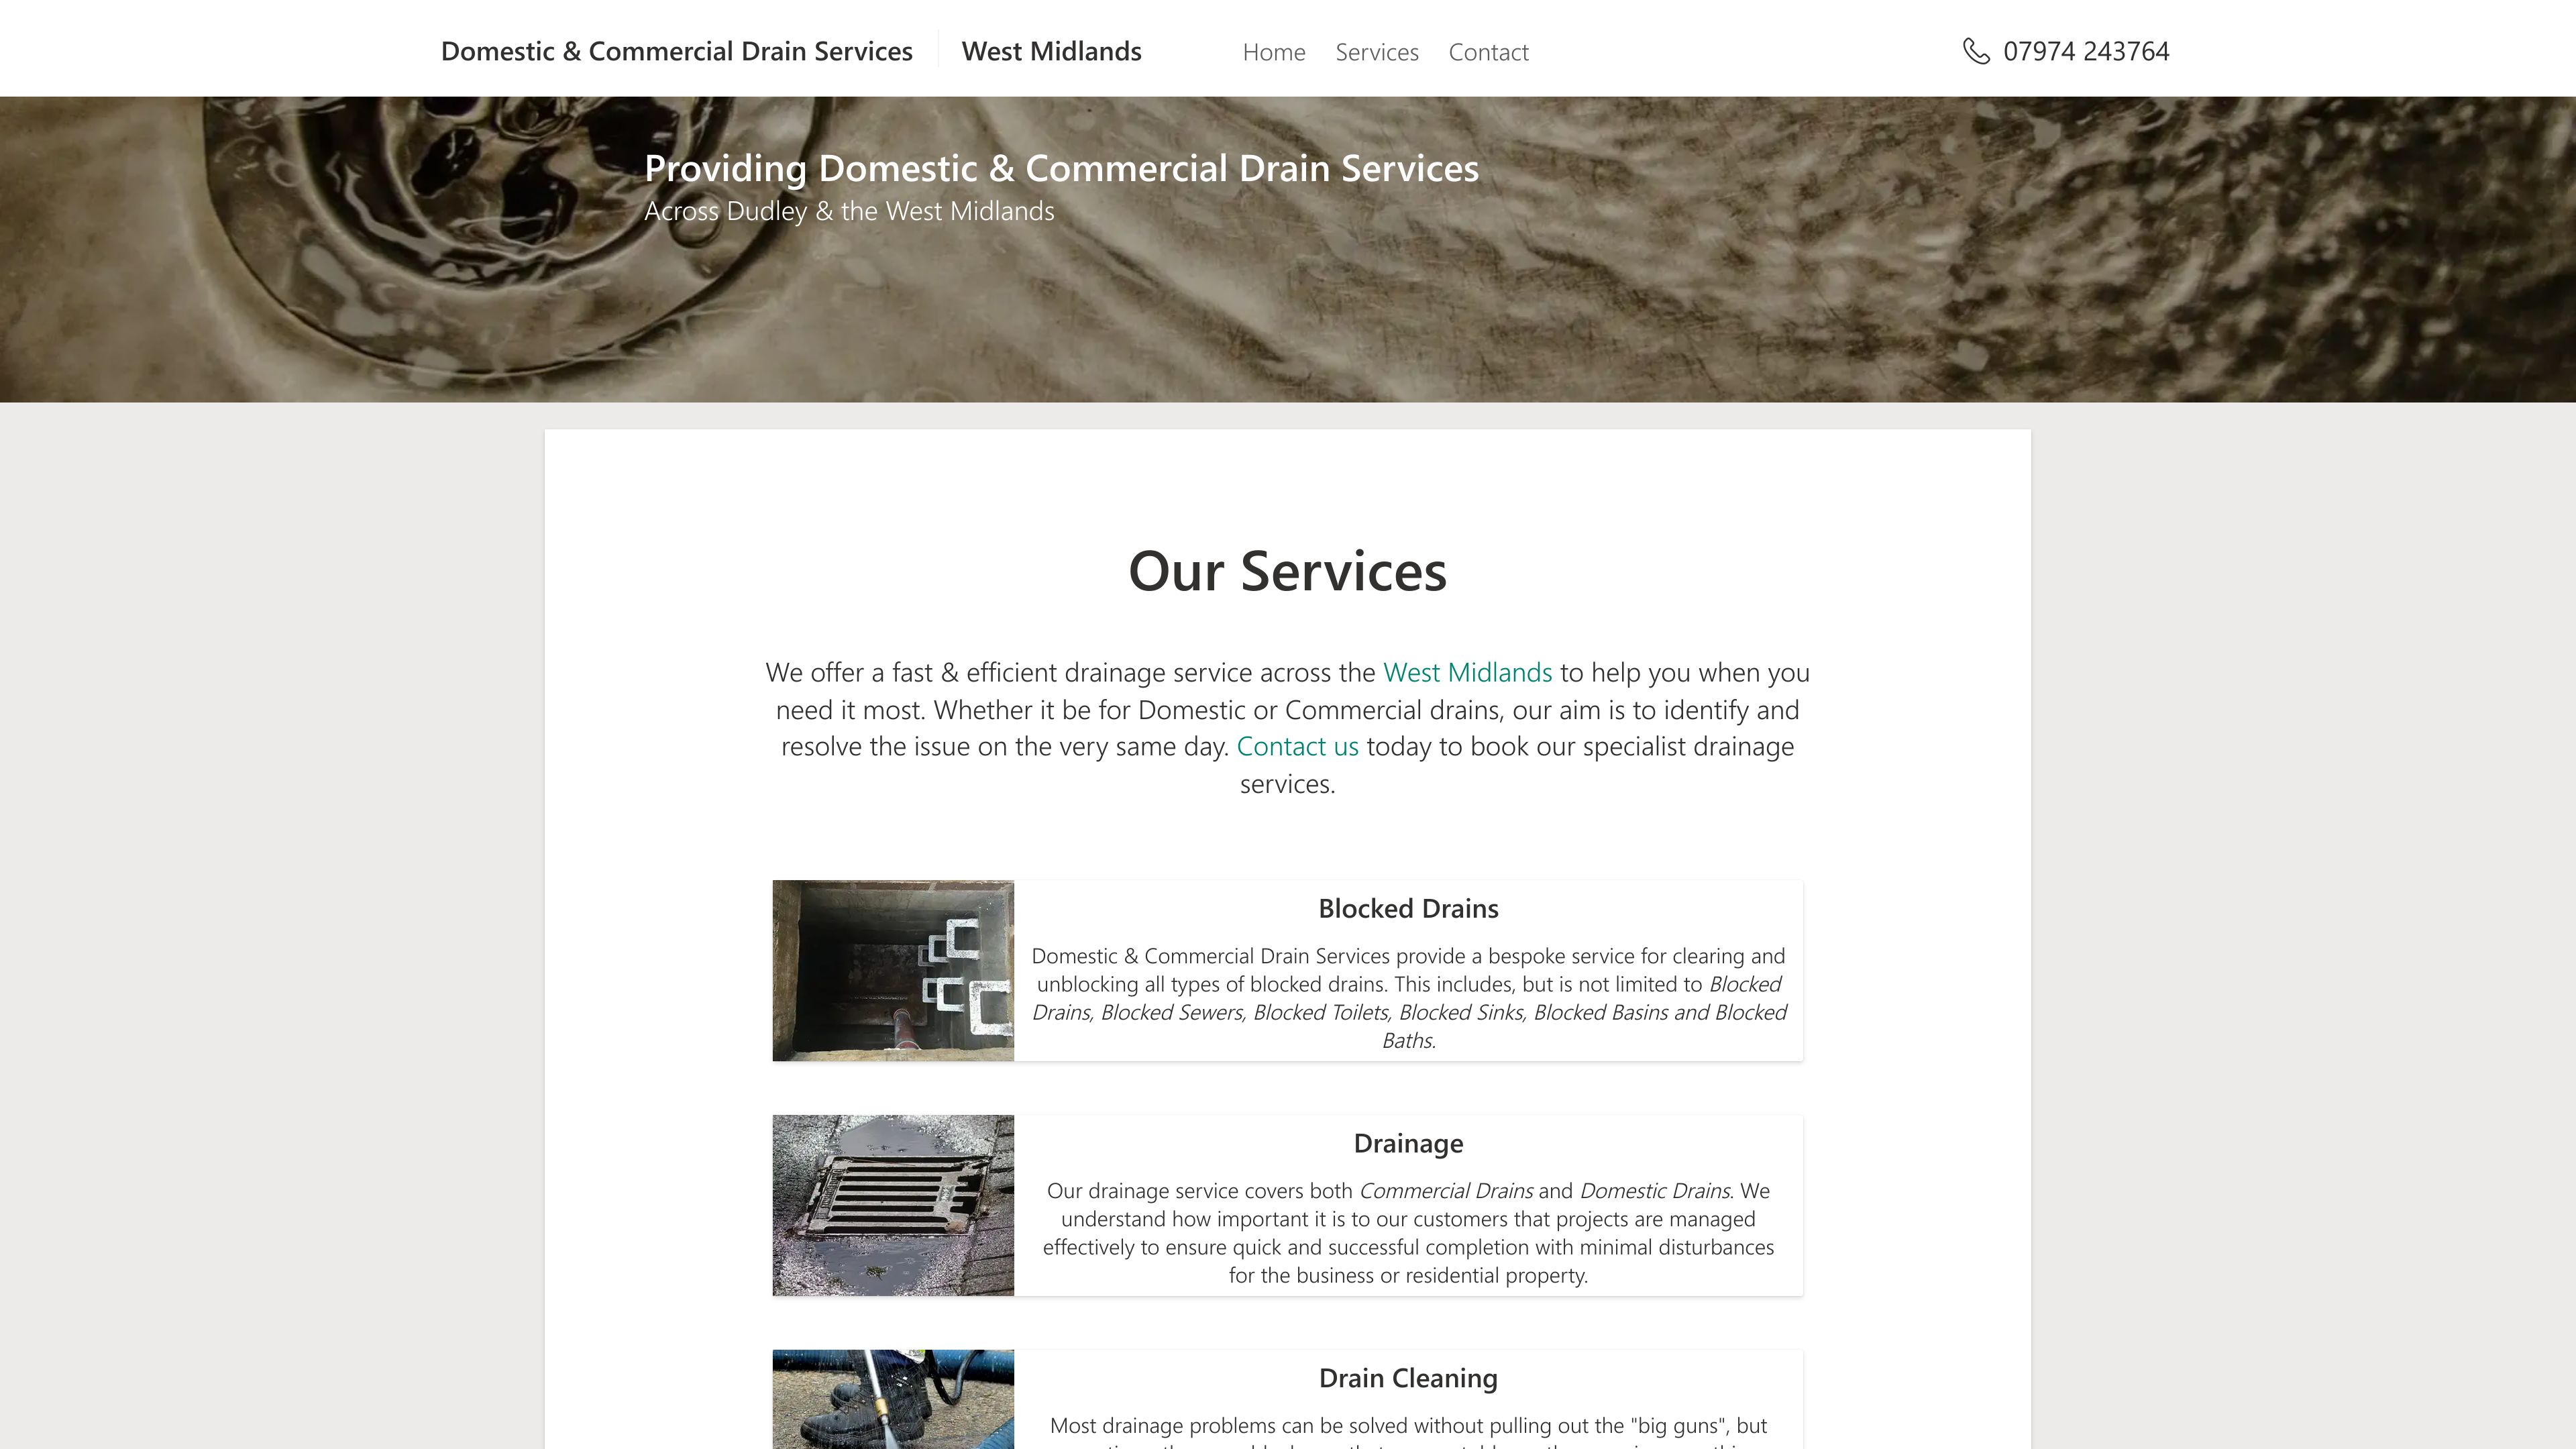 Domestic & Commercial Drain Services
West Midlands
Home
Services
Contact
07974 243764
Providing Domestic & Commercial Drain Services
Across Dudley & the West Midlands
Our Services
We offer a fast & efficient drainage service across the West Midlands to help you when you
need it most. Whether it be for Domestic or Commercial drains, our aim is to identify and
resolve the issue on the very same day. Contact us today to book our specialist drainage
services.
Blocked Drains
Domestic & Commercial Drain Services provide a bespoke service for clearing and
unblocking all types of blocked drains. This includes, but is not limited to Blocked
Drains, Blocked Sewers, Blocked Toilets, Blocked Sinks, Blocked Basins and Blocked
Baths.
Drainage
Our drainage service covers both Commercial Drains and Domestic Drains. We
understand how important it is to our customers that projects are managed
effectively to ensure quick and successful completion with minimal disturbances
for the business or residential property.
Drain Cleaning
Most drainage problems can be solved without pulling out the "big guns", but